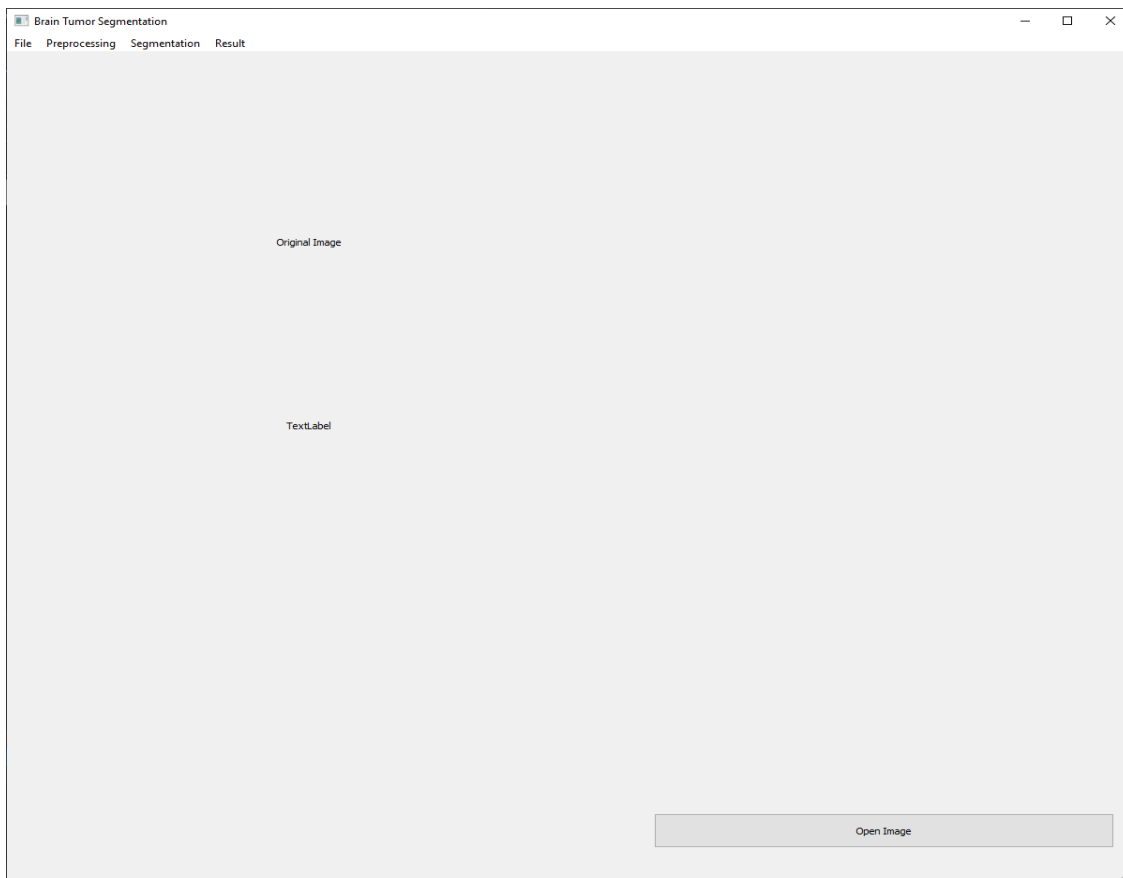 Brain Tumor Segmentation
File Preprocessing Segmentation Result
Original Image
TextLabel
Open Image